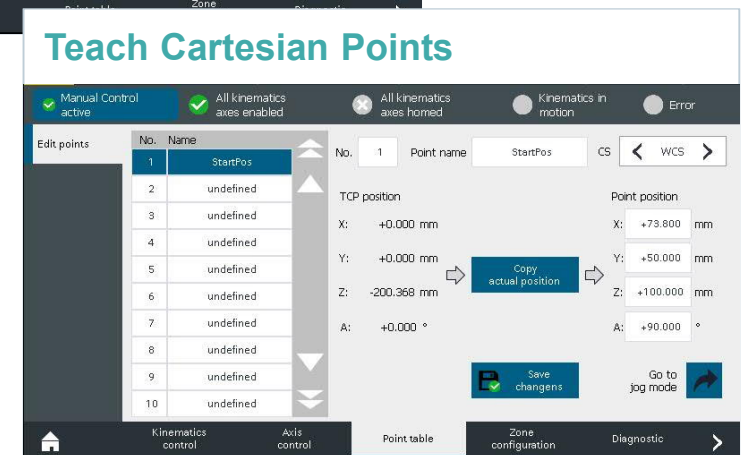 Zone
Teach Cartesian Points
Manual Control
active
All kinematics
axes enabled
All kinematics
axes homed
Kinematics in
motion
Error
Edit points
No. Name
1 StartPos
2 undefined
3 undefined
4 undefined
5 undefined
6 undefined
7 undefined
8 undefined
9 undefined
10 undefined
No. 1 Point name StartPos CS WCS
TCP position
X: +0.000 mm
Y: +0.000 mm
Z: -200.368 mm
A: +0.000 °
Copy
actual position
Point position
X: +73.800 mm
Y: +50.000 mm
Z: +100.000 mm
A: +90.000 °
Save
changens
Go to
jog mode
Kinematics
control
Axis
control
Point table
Zone
configuration
Diagnostic